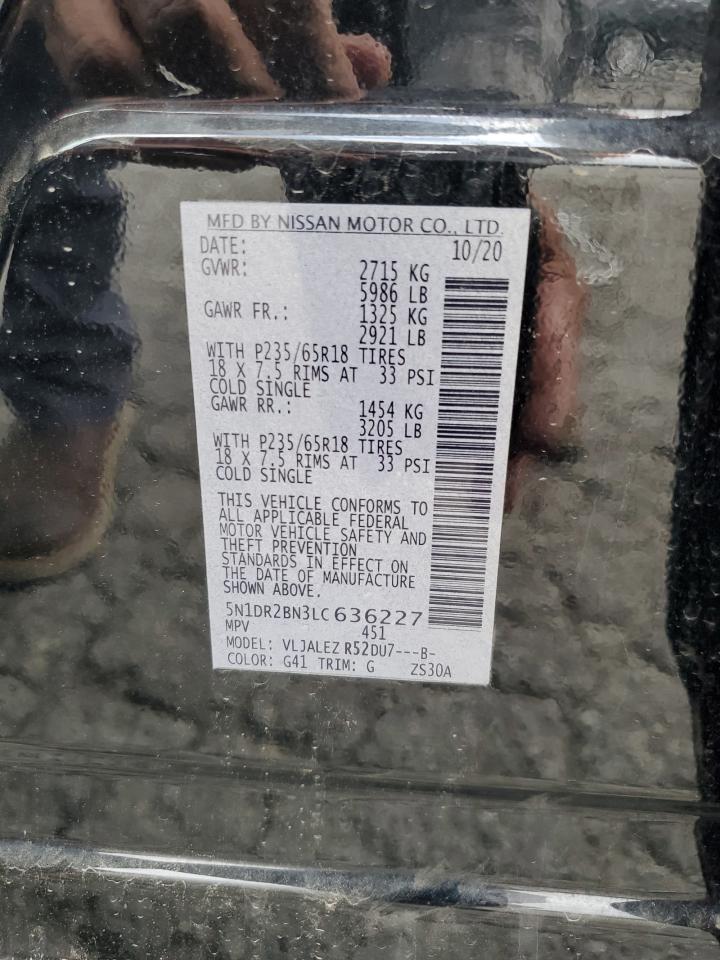 MFD BY NISSAN MOTOR CO., LTD.
DATE: 10/20
GVWR: 2715 KG
5986 LB
GAWR FR.: 1325 KG
2921 LB
WITH P235/65R18 TIRES
18 X 7.5 RIMS AT 33 PSI
COLD SINGLE
GAWR RR.: 1454 KG
3205 LB
WITH P235/65R18 TIRES
18 X 7.5 RIMS AT 33 PSI
COLD SINGLE
THIS VEHICLE CONFORMS TO
ALL APPLICABLE FEDERAL
MOTOR VEHICLE SAFETY AND
THEFT PREVENTION
STANDARDS IN EFFECT ON
THE DATE OF MANUFACTURE
SHOWN ABOVE.
5N1DR2BN3LC636227
MPV 451
MODEL: VLJALEZ R52DU7---B-
COLOR: G41 TRIM: G ZS30A